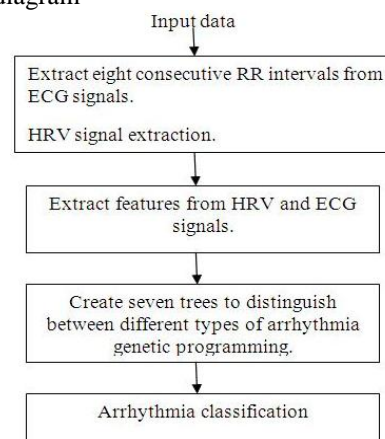 diagram
Input data
Extract eight consecutive RR intervals from
ECG signals.
HRV signal extraction.
Extract features from HRV and ECG
signals.
Create seven trees to distinguish
between different types of arrhythmia
genetic programming.
Arrhythmia classification